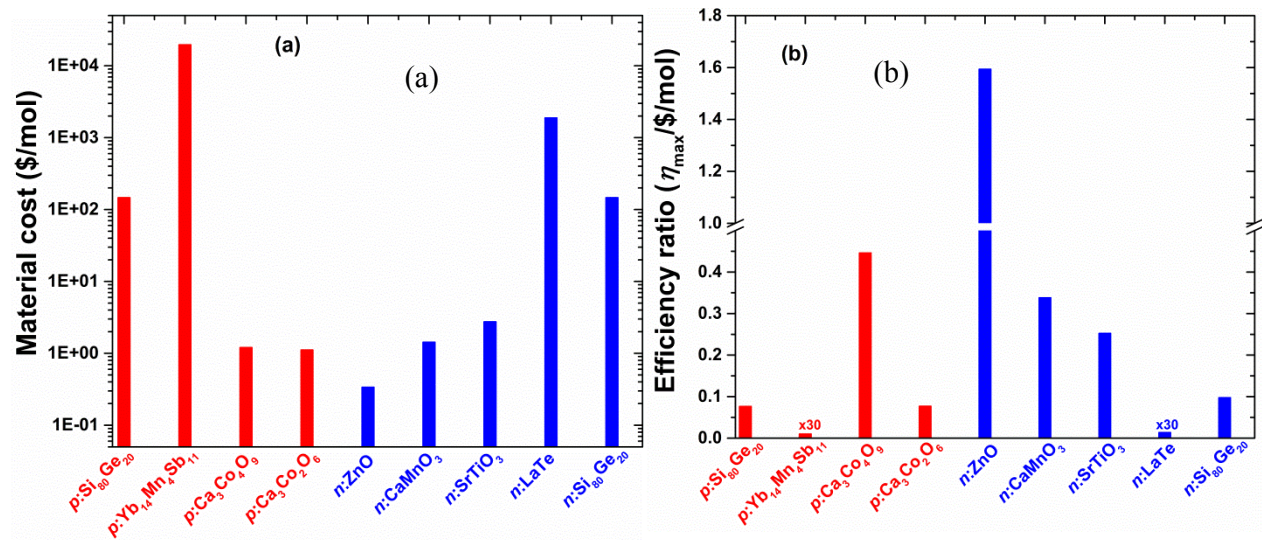 (a)
(a)
Material cost ($/mol)
1E+04
1E+03
1E+02
1E+01
1E+00
1E-01
p:Si₈₀Ge₂₀
p:Yb₁₄Mn₄Sb₁₁
p:Ca₃Co₄O₉
p:Ca₃Co₂O₆
n:ZnO
n:CaMnO₃
n:SrTiO₃
n:LaTe
n:Si₈₀Ge₂₀
(b)
(b)
Efficiency ratio (ηmax/$/mol)
1.8
1.6
1.4
1.2
1.0
0.4
0.3
0.2
0.1
0.0
x30
x30
p:Si₈₀Ge₂₀
p:Yb₁₄Mn₄Sb₁₁
p:Ca₃Co₄O₉
p:Ca₃Co₂O₆
n:ZnO
n:CaMnO₃
n:SrTiO₃
n:LaTe
n:Si₈₀Ge₂₀